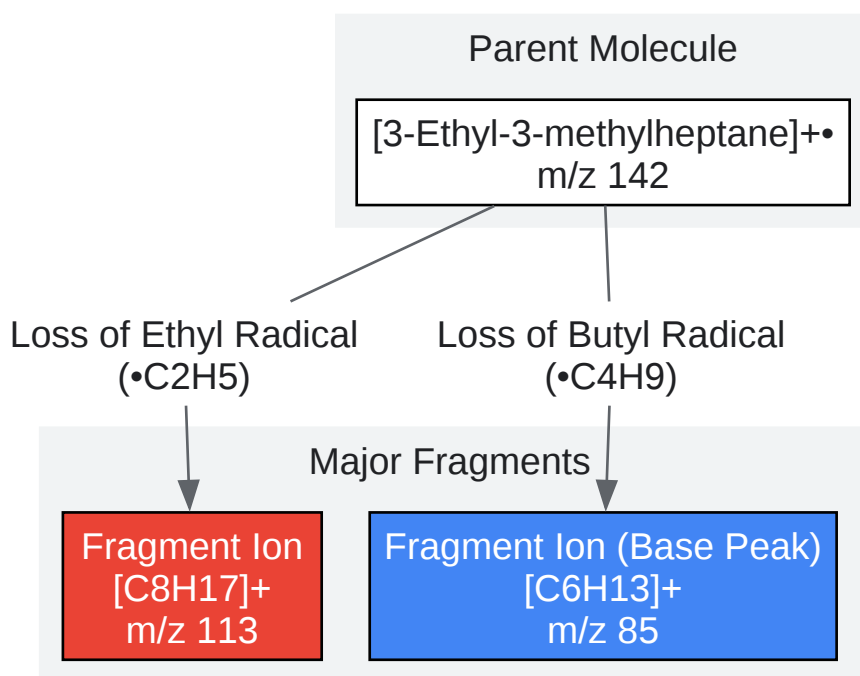 Parent Molecule
[3-Ethyl-3-methylheptane]+•
m/z 142
Loss of Ethyl Radical
(•C2H5)
Loss of Butyl Radical
(•C4H9)
Major Fragments
Fragment Ion
[C8H17]+
m/z 113
Fragment Ion (Base Peak)
[C6H13]+
m/z 85